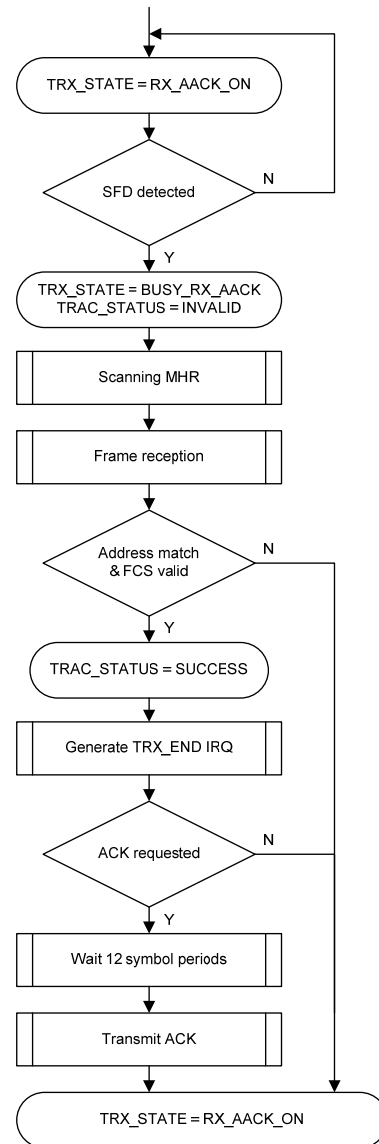 TRX_STATE = RX_AACK_ON
SFD detected
N
Y
TRX_STATE = BUSY_RX_AACK
TRAC_STATUS = INVALID
Scanning MHR
Frame reception
Address match
& FCS valid
N
Y
TRAC_STATUS = SUCCESS
Generate TRX_END IRQ
ACK requested
N
Y
Wait 12 symbol periods
Transmit ACK
TRX_STATE = RX_AACK_ON